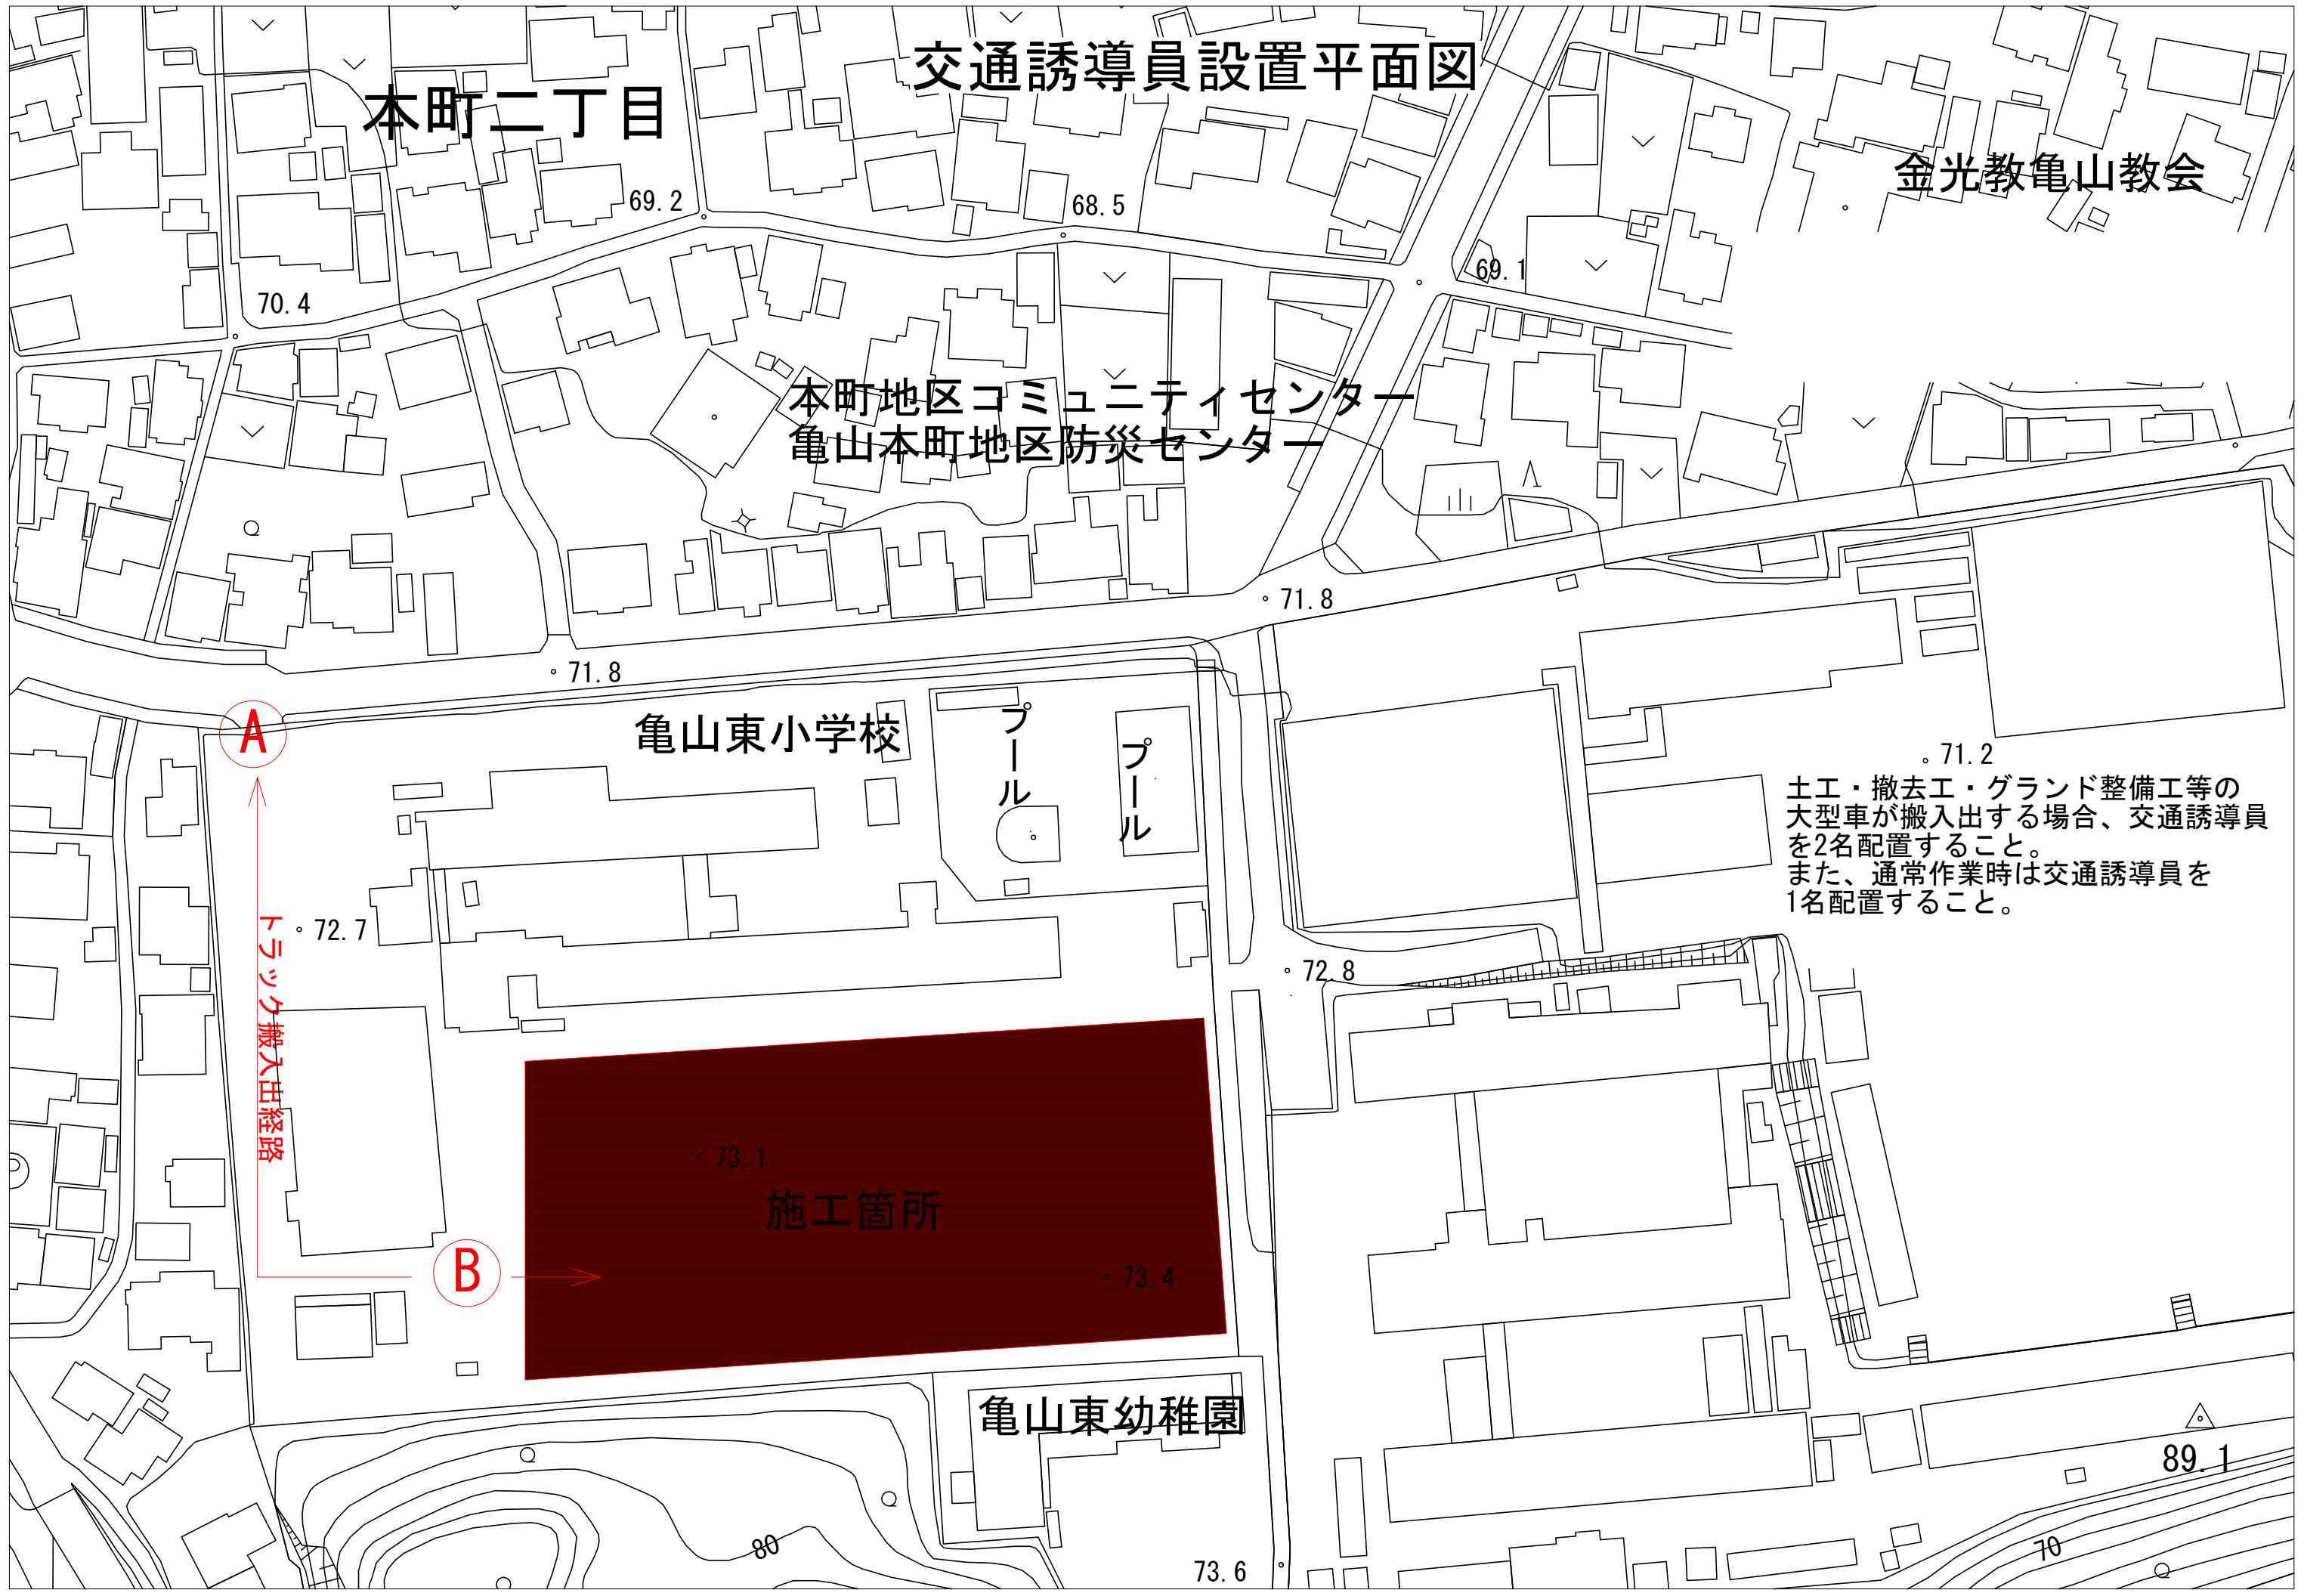 交通誘導員設置平面図
本町二丁目
金光教亀山教会
69.2
68.5
69.1
70.4
本町地区コミュニティセンター
亀山本町地区防災センター
71.8
71.8
A
亀山東小学校
プール
プール
71.2
土工・撤去工・グランド整備工等の
大型車が搬入出する場合、交通誘導員
を2名配置すること。
また、通常作業時は交通誘導員を
1名配置すること。
トラック搬入出経路
72.7
72.8
73.1
施工箇所
B
73.4
亀山東幼稚園
89.1
80
70
73.6